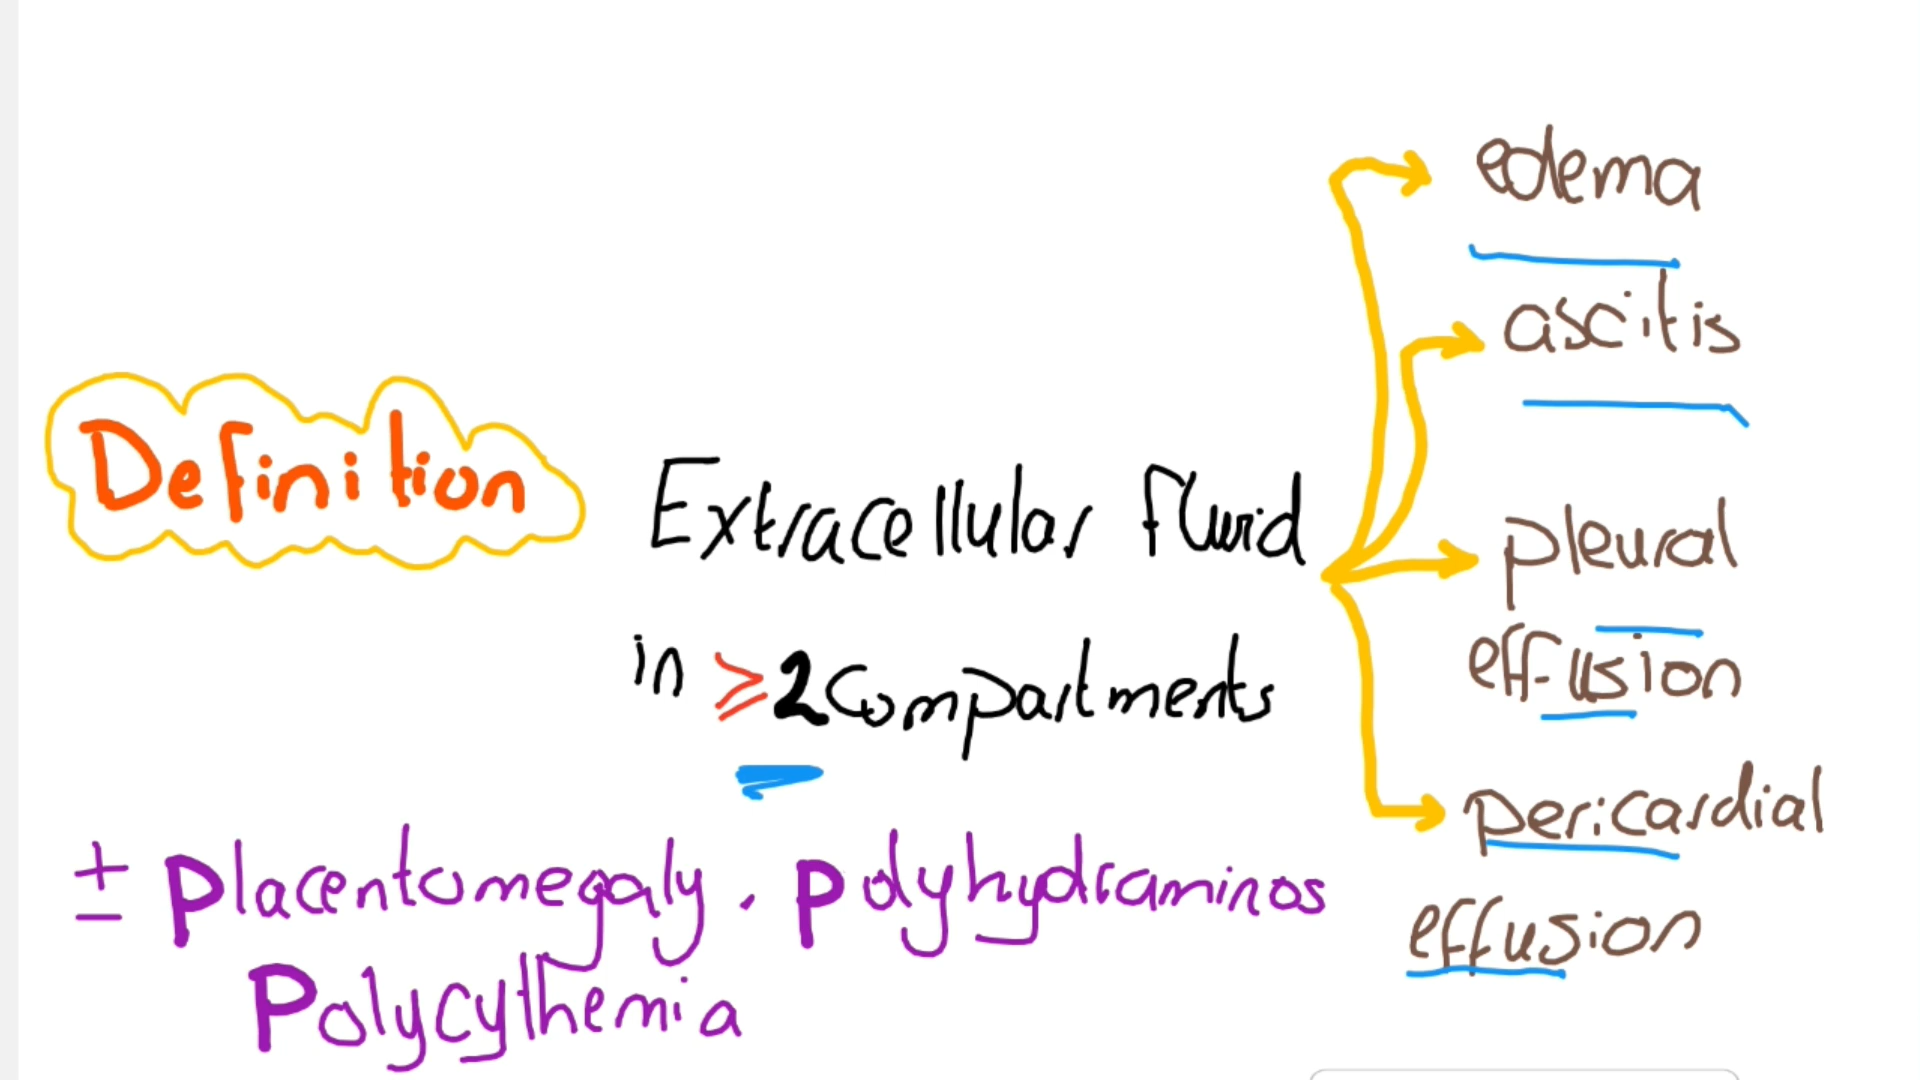 Definition
Extracellular fluid
in ≥2 Compartments
edema
ascitis
pleural
effusion
pericardial
effusion
± placentomegaly . polyhydraminos
Polycythemia